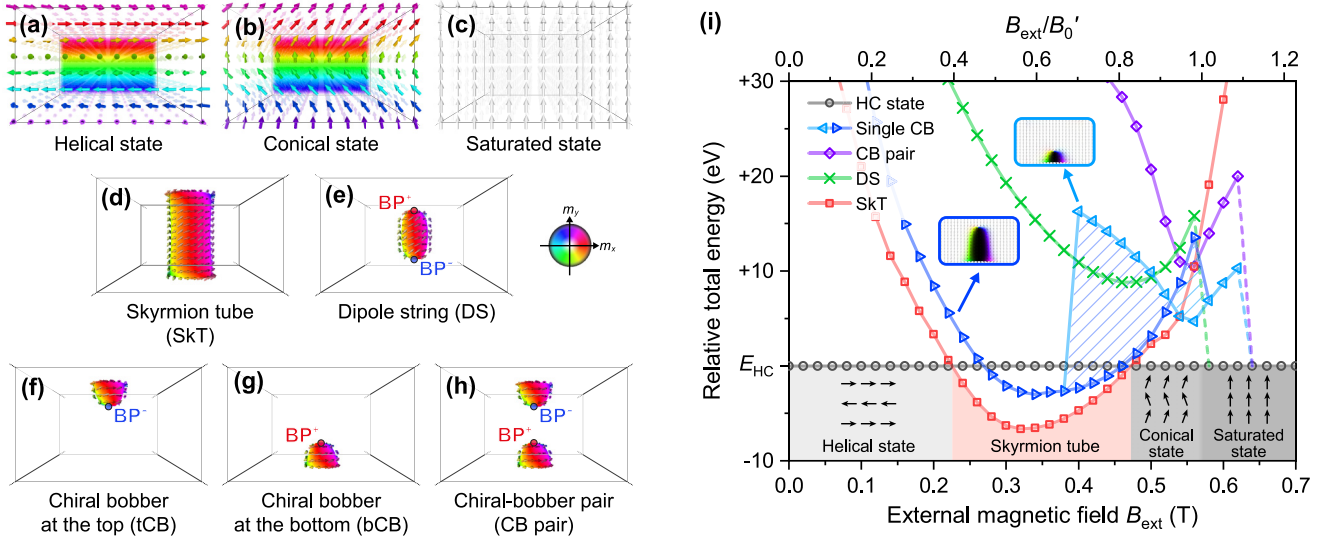 (a)
(b)
(c)
Helical state
Conical state
Saturated state
(d)
(e)
BP+
BP-
my
mx
Skyrmion tube
(SkT)
Dipole string (DS)
(f)
(g)
(h)
BP-
BP+
BP-
BP+
Chiral bobber
at the top (tCB)
Chiral bobber
at the bottom (bCB)
Chiral-bobber pair
(CB pair)
(i)
Bext/B0′
0.0 0.2 0.4 0.6 0.8 1.0 1.2
Relative total energy (eV)
+30
+20
+10
EHC
-10
HC state
Single CB
CB pair
DS
SkT
Helical state
Skyrmion tube
Conical
state
Saturated
state
0.0 0.1 0.2 0.3 0.4 0.5 0.6 0.7
External magnetic field Bext (T)